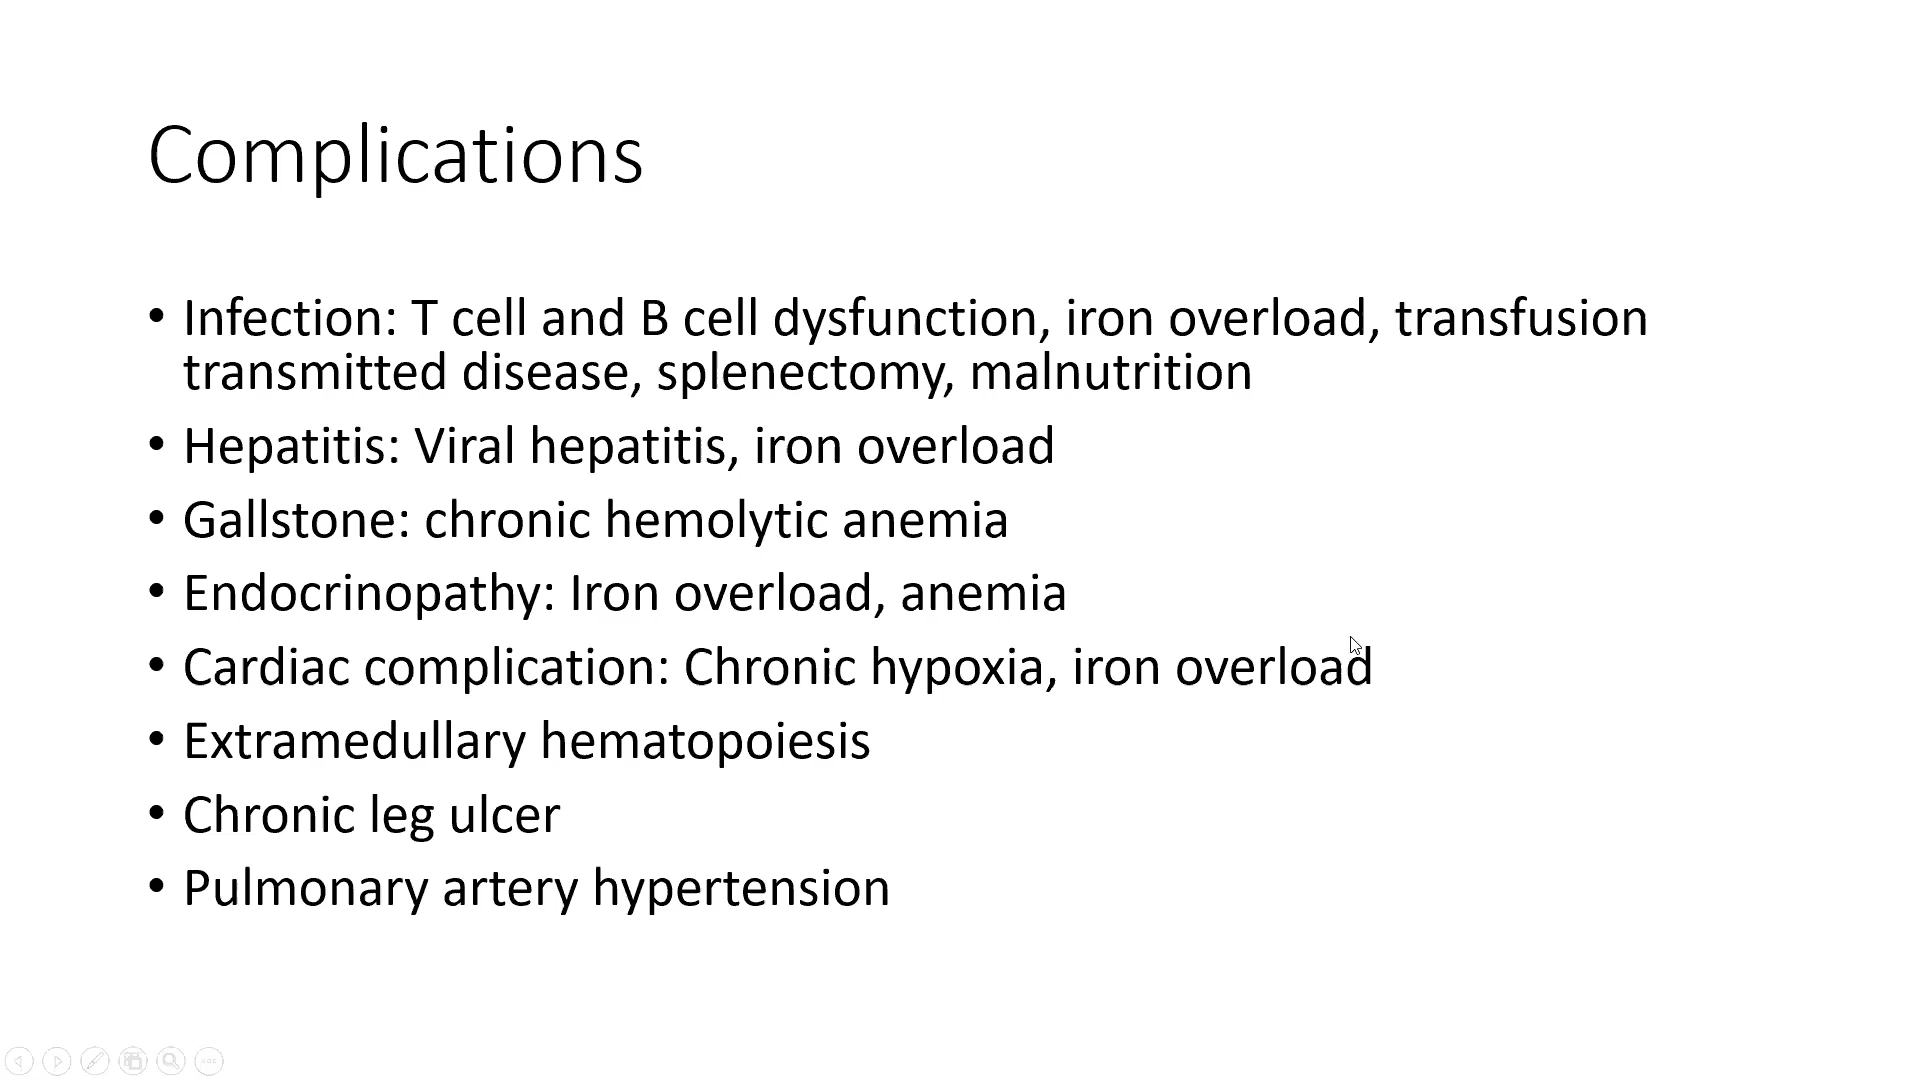 Complications
• Infection: T cell and B cell dysfunction, iron overload, transfusion
transmitted disease, splenectomy, malnutrition
• Hepatitis: Viral hepatitis, iron overload
• Gallstone: chronic hemolytic anemia
• Endocrinopathy: Iron overload, anemia
• Cardiac complication: Chronic hypoxia, iron overload
• Extramedullary hematopoiesis
• Chronic leg ulcer
• Pulmonary artery hypertension